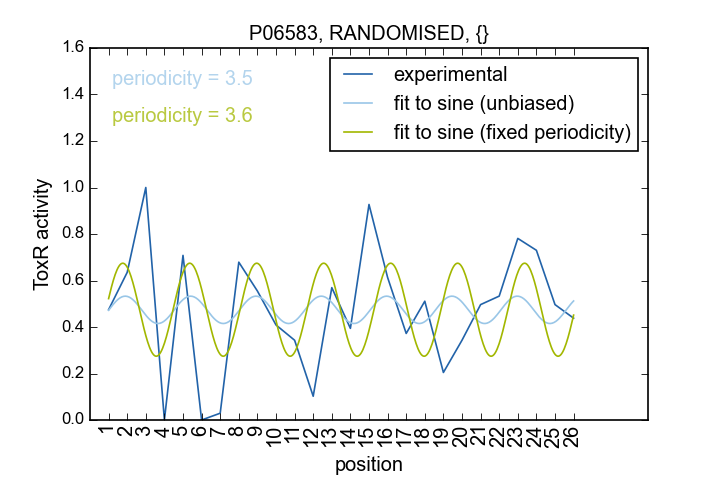 P06583, RANDOMISED, {}
periodicity = 3.5
periodicity = 3.6
experimental
fit to sine (unbiased)
fit to sine (fixed periodicity)
ToxR activity
1.6
1.4
1.2
1.0
0.8
0.6
0.4
0.2
0.0
1 2 3 4 5 6 7 8 9 10 11 12 13 14 15 16 17 18 19 20 21 22 23 24 25 26
position